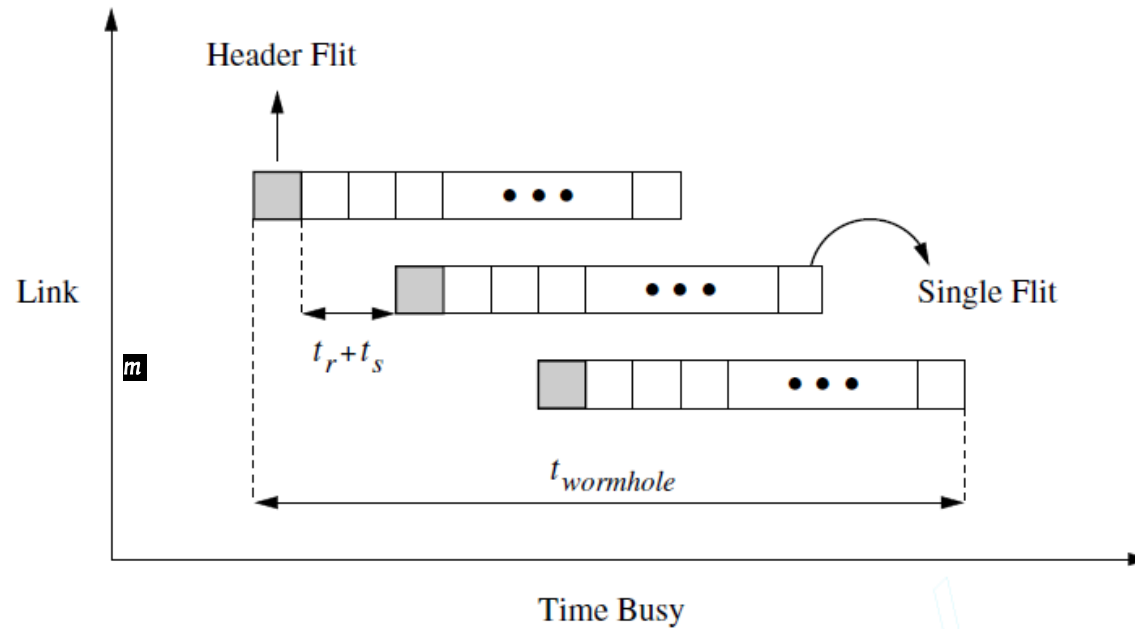 Header Flit
Link
Single Flit
t_r + t_s
m
t_wormhole
Time Busy